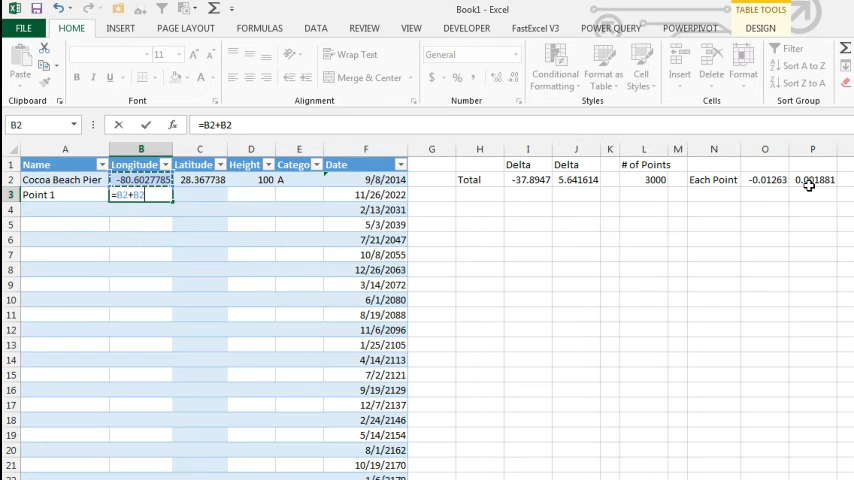 Book1 - Excel
TABLE TOOLS
FILE HOME INSERT PAGE LAYOUT FORMULAS DATA REVIEW VIEW DEVELOPER FastExcel V3 POWER QUERY POWERPIVOT DESIGN
Paste
11
B I U
Wrap Text
Merge & Center
General
$ % ,
Conditional Formatting
Format as Table
Cell Styles
Insert Delete Format
Filter
Sort A to Z
Sort Z to A
Clipboard Font Alignment Number Styles Cells Sort Group
B2 =B2+B2
A B C D E F G H I J K L M N O P
1 Name Longitude Latitude Height Catego Date Delta Delta # of Points
2 Cocoa Beach Pier -80.6027785 28.367738 100 A 9/8/2014 Total -37.8947 5.641614 3000 Each Point -0.01263 0.001881
3 Point 1 =B2+B2 11/26/2022
4 2/13/2031
5 5/3/2039
6 7/21/2047
7 10/8/2055
8 12/26/2063
9 3/14/2072
10 6/1/2080
11 8/19/2088
12 11/6/2096
13 1/25/2105
14 4/14/2113
15 7/2/2121
16 9/19/2129
17 12/7/2137
18 2/24/2146
19 5/14/2154
20 8/1/2162
21 10/19/2170